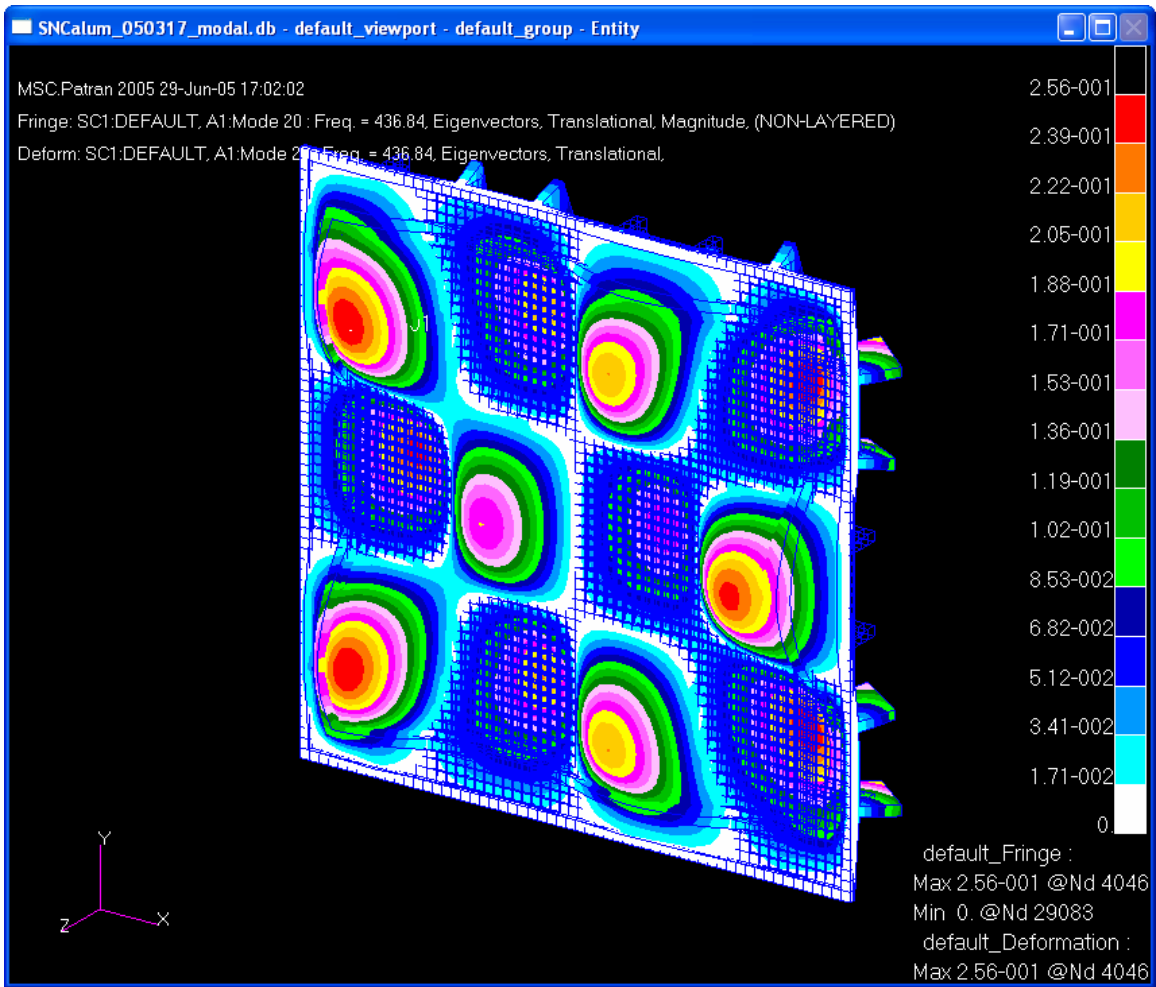 SNCalum_050317_modal.db - default_viewport - default_group - Entity
MSC.Patran 2005 29-Jun-05 17:02:02
Fringe: SC1:DEFAULT, A1:Mode 20 : Freq. = 436.84, Eigenvectors, Translational, Magnitude, (NON-LAYERED)
Deform: SC1:DEFAULT, A1:Mode 2 Freq. = 436.84, Eigenvectors, Translational,
2.56-001
2.39-001
2.22-001
2.05-001
1.88-001
1.71-001
1.53-001
1.36-001
1.19-001
1.02-001
8.53-002
6.82-002
5.12-002
3.41-002
1.71-002
0.
Y
Z
X
default_Fringe :
Max 2.56-001 @Nd 4046
Min 0. @Nd 29083
default_Deformation :
Max 2.56-001 @Nd 4046